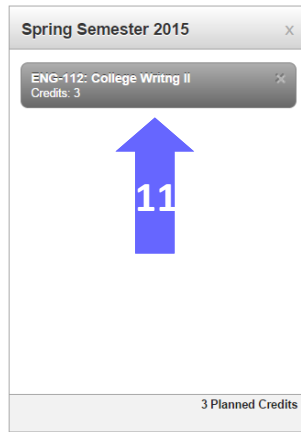 Spring Semester 2015 x
ENG-112: College Writng II x
Credits: 3
11
3 Planned Credits